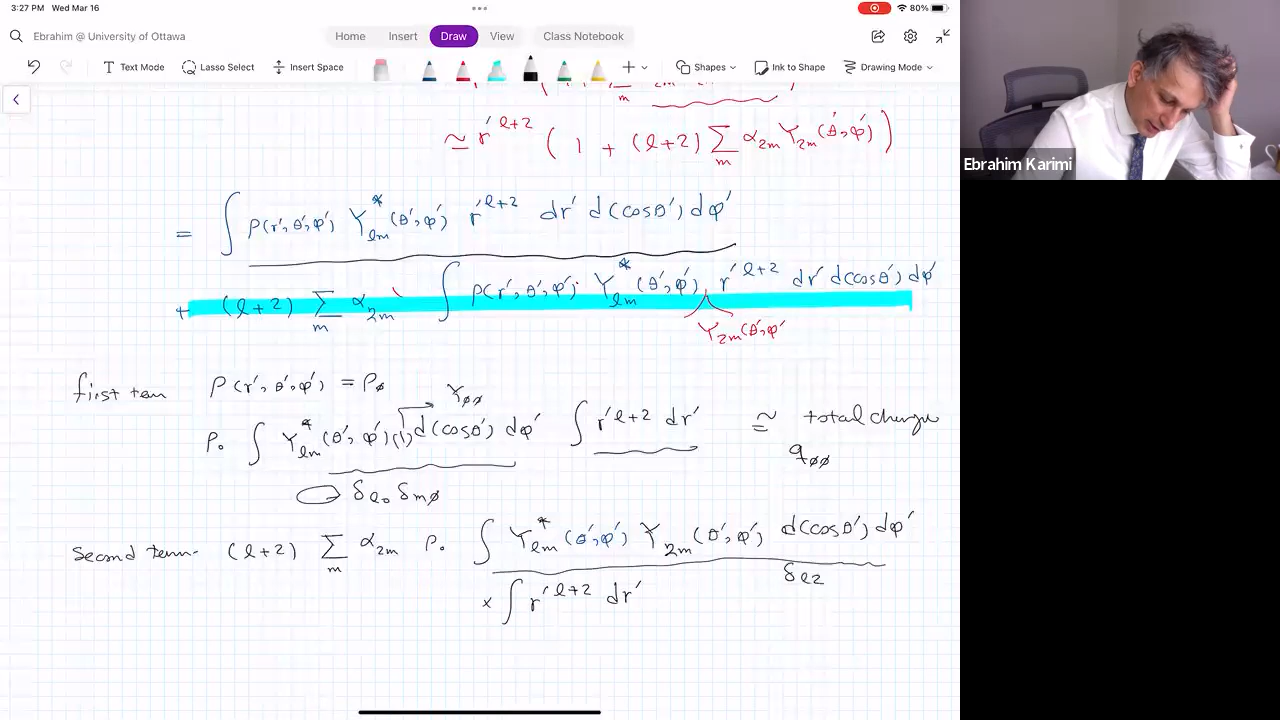 3:27 PM Wed Mar 16
80%
Ebrahim @ University of Ottawa
Home Insert Draw View Class Notebook
Text Mode Lasso Select Insert Space Shapes Ink to Shape Drawing Mode
m
≃ r'^{ℓ+2} ( 1 + (ℓ+2) ∑_m α_{2m} Y_{2m}(θ',φ') )
= ∫ ρ(r',θ',φ') Y*_{ℓm}(θ',φ') r'^{ℓ+2} dr' d(cosθ') dφ'
+ (ℓ+2) ∑_m α_{2m} ∫ ρ(r',θ',φ') Y*_{ℓm}(θ',φ') r'^{ℓ+2} dr' d(cosθ') dφ'
Y_{2m}(θ',φ')
first term ρ(r',θ',φ') = ρ_0
Y_{00}
ρ_0 ∫ Y*_{ℓm}(θ',φ') (1) d(cosθ') dφ' ∫ r'^{ℓ+2} dr' ≃ total charge
q_{00}
δ_{ℓ0} δ_{m0}
Second term (ℓ+2) ∑_m α_{2m} ρ_0 ∫ Y*_{ℓm}(θ',φ') Y_{2m}(θ',φ') d(cosθ') dφ'
δ_{ℓ2}
× ∫ r'^{ℓ+2} dr'
Ebrahim Karimi